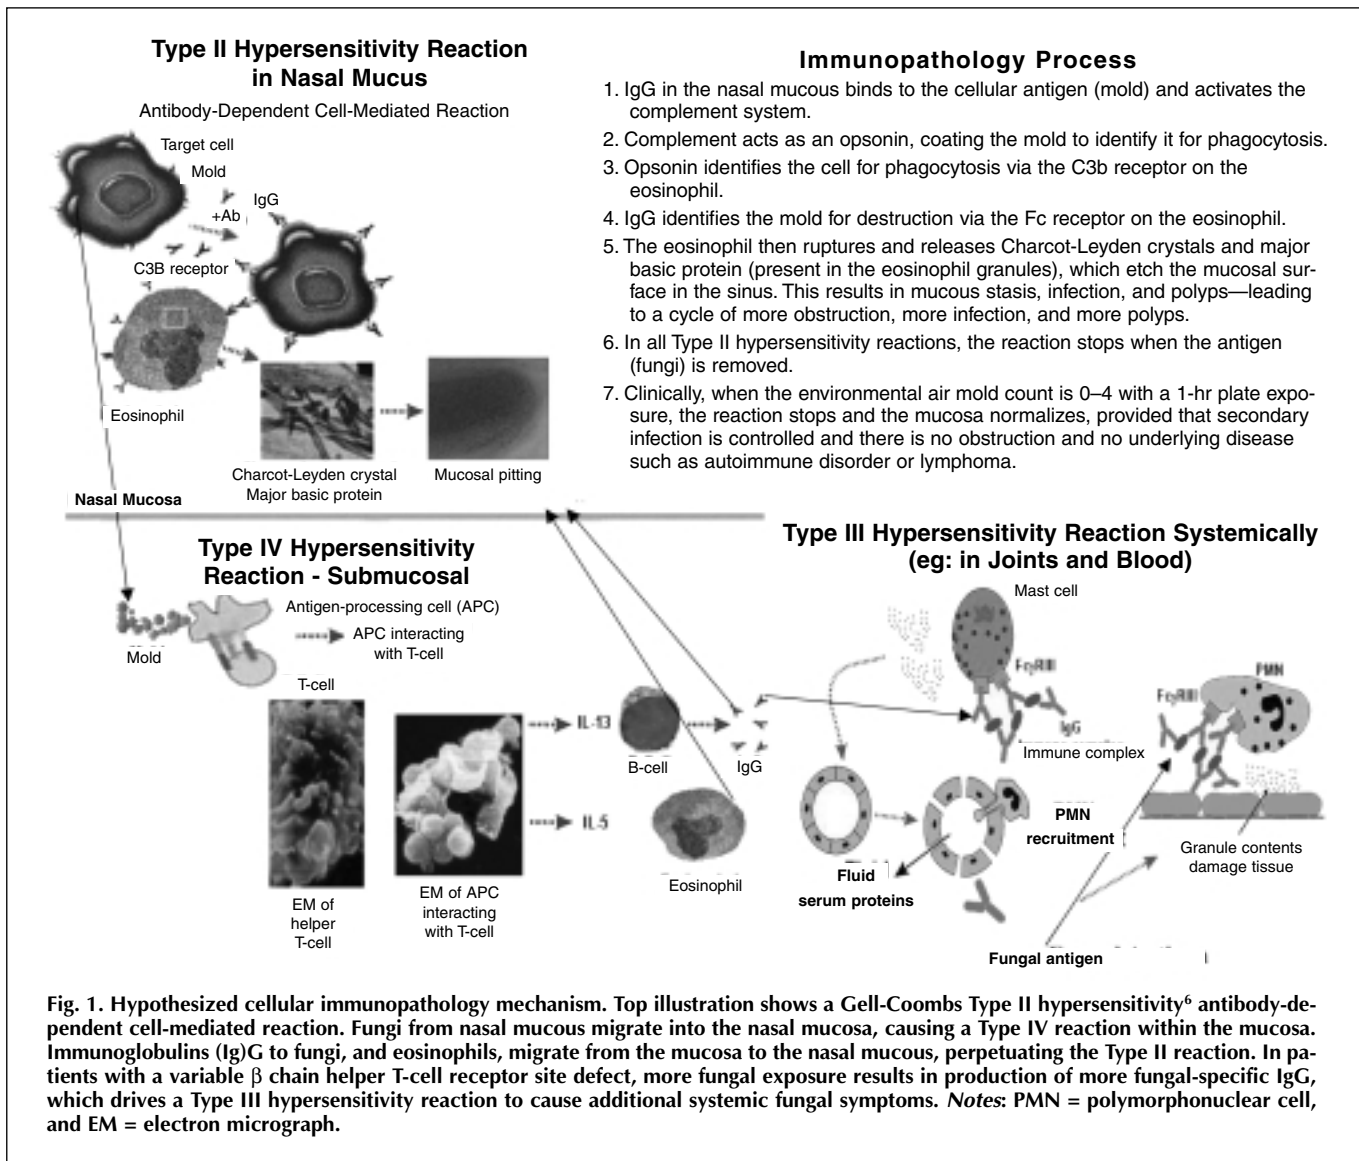 Type II Hypersensitivity Reaction
in Nasal Mucus
Antibody-Dependent Cell-Mediated Reaction
Target cell
Mold
IgG
+Ab
C3B receptor
Eosinophil
Charcot-Leyden crystal
Major basic protein
Mucosal pitting
Nasal Mucosa
Immunopathology Process
1. IgG in the nasal mucous binds to the cellular antigen (mold) and activates the
complement system.
2. Complement acts as an opsonin, coating the mold to identify it for phagocytosis.
3. Opsonin identifies the cell for phagocytosis via the C3b receptor on the
eosinophil.
4. IgG identifies the mold for destruction via the Fc receptor on the eosinophil.
5. The eosinophil then ruptures and releases Charcot-Leyden crystals and major
basic protein (present in the eosinophil granules), which etch the mucosal sur-
face in the sinus. This results in mucous stasis, infection, and polyps—leading
to a cycle of more obstruction, more infection, and more polyps.
6. In all Type II hypersensitivity reactions, the reaction stops when the antigen
(fungi) is removed.
7. Clinically, when the environmental air mold count is 0–4 with a 1-hr plate expo-
sure, the reaction stops and the mucosa normalizes, provided that secondary
infection is controlled and there is no obstruction and no underlying disease
such as autoimmune disorder or lymphoma.
Type IV Hypersensitivity
Reaction - Submucosal
Antigen-processing cell (APC)
APC interacting
with T-cell
Mold
T-cell
EM of
helper
T-cell
EM of APC
interacting
with T-cell
IL-13
IL-5
B-cell
IgG
Eosinophil
Type III Hypersensitivity Reaction Systemically
(eg: in Joints and Blood)
Mast cell
FcγRIII
IgG
Immune complex
FcγRIII
PMN
PMN
recruitment
Fluid
serum proteins
Granule contents
damage tissue
Fungal antigen
Fig. 1. Hypothesized cellular immunopathology mechanism. Top illustration shows a Gell-Coombs Type II hypersensitivity⁶ antibody-de-
pendent cell-mediated reaction. Fungi from nasal mucous migrate into the nasal mucosa, causing a Type IV reaction within the mucosa.
Immunoglobulins (Ig)G to fungi, and eosinophils, migrate from the mucosa to the nasal mucous, perpetuating the Type II reaction. In pa-
tients with a variable β chain helper T-cell receptor site defect, more fungal exposure results in production of more fungal-specific IgG,
which drives a Type III hypersensitivity reaction to cause additional systemic fungal symptoms. Notes: PMN = polymorphonuclear cell,
and EM = electron micrograph.